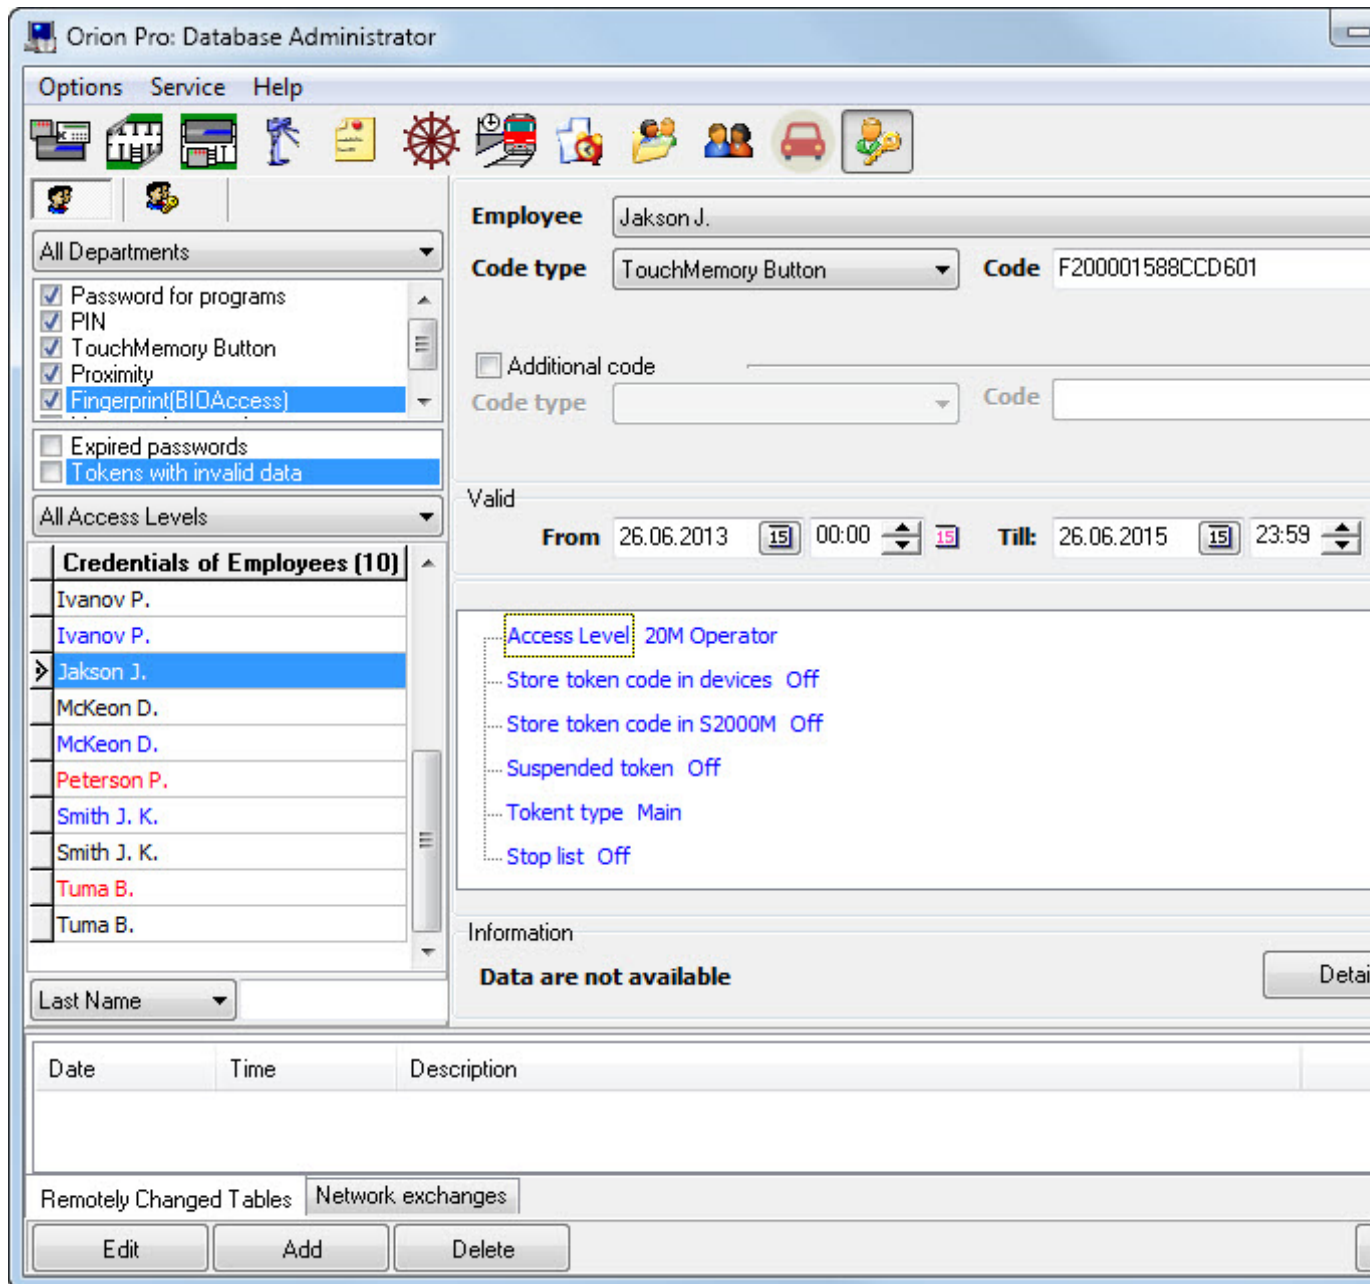 Orion Pro: Database Administrator
Options Service Help
All Departments
Password for programs
PIN
TouchMemory Button
Proximity
Fingerprint(BIOAccess)
Expired passwords
Tokens with invalid data
All Access Levels
Credentials of Employees (10)
Ivanov P.
Ivanov P.
Jakson J.
McKeon D.
McKeon D.
Peterson P.
Smith J. K.
Smith J. K.
Tuma B.
Tuma B.
Last Name
Employee Jakson J.
Code type TouchMemory Button Code F200001588CCD601
Additional code
Code type Code
Valid
From 26.06.2013 15 00:00 15 Till: 26.06.2015 15 23:59
Access Level 20M Operator
Store token code in devices Off
Store token code in S2000M Off
Suspended token Off
Tokent type Main
Stop list Off
Information
Data are not available Detai
Date Time Description
Remotely Changed Tables Network exchanges
Edit Add Delete